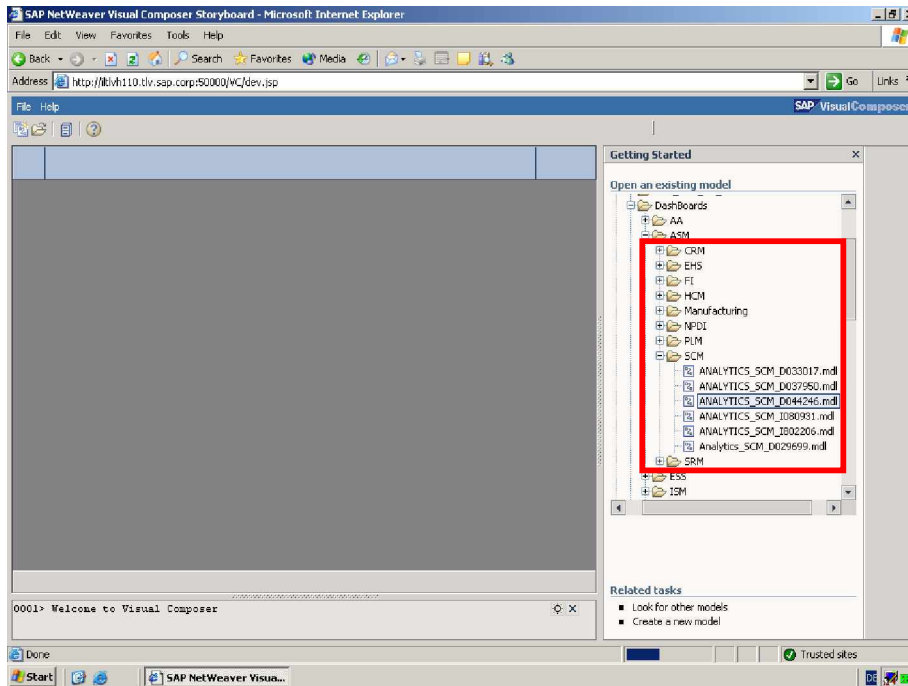 SAP NetWeaver Visual Composer Storyboard - Microsoft Internet Explorer
File Edit View Favorites Tools Help
Back Search Favorites Media
Address http://iltlvh110.tlv.sap.corp:50000/VC/dev.jsp Go Links
File Help SAP VisualComposer
Getting Started
Open an existing model
DashBoards
AA
ASM
CRM
EHS
FI
HCM
Manufacturing
NPDI
PLM
SCM
ANALYTICS_SCM_D033017.mdl
ANALYTICS_SCM_D037950.mdl
ANALYTICS_SCM_D044246.mdl
ANALYTICS_SCM_I080931.mdl
ANALYTICS_SCM_I802206.mdl
Analytics_SCM_D029699.mdl
SRM
ESS
ISM
Related tasks
Look for other models
Create a new model
0001> Welcome to Visual Composer
Done Trusted sites
Start SAP NetWeaver Visua... DE